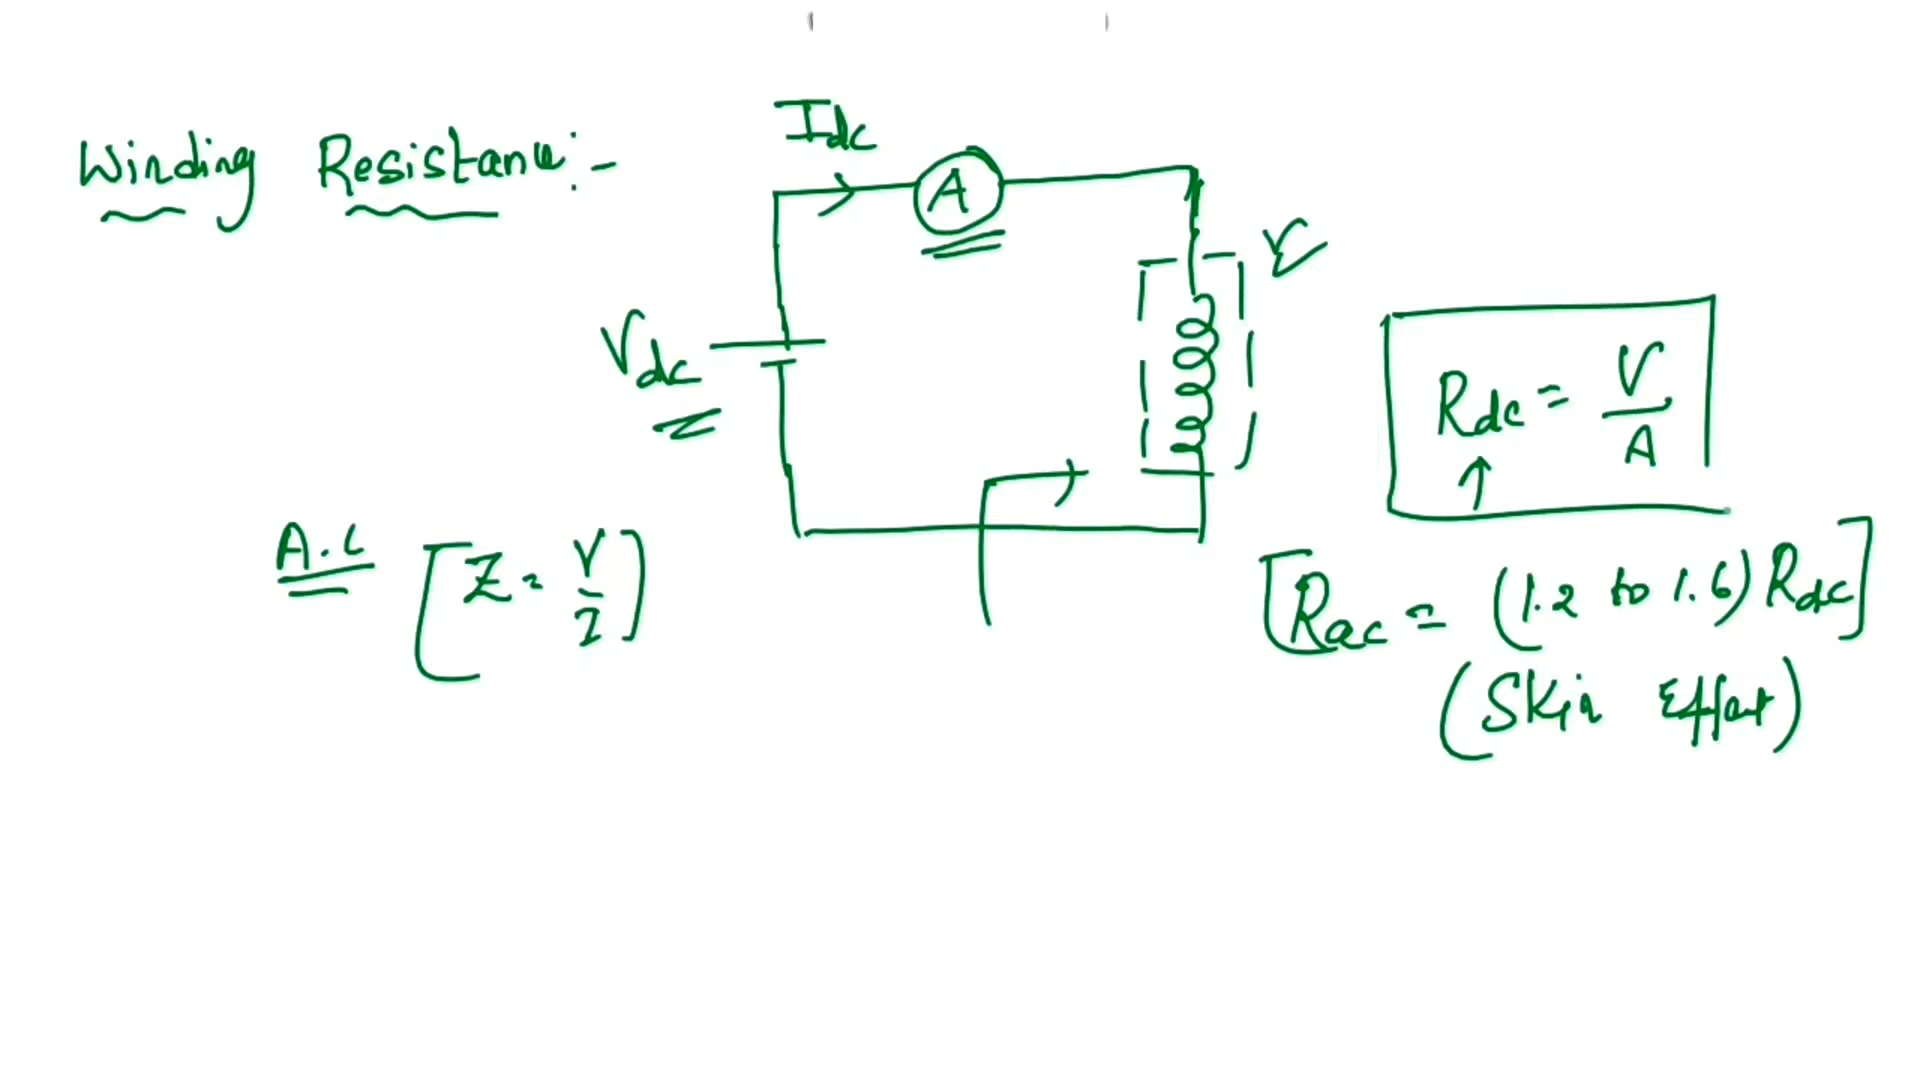 Winding Resistance:-
Idc
A
Vdc
Rdc = V/A
A.C [Z = V/I]
[Rac = (1.2 to 1.6) Rdc]
(Skin Effect)